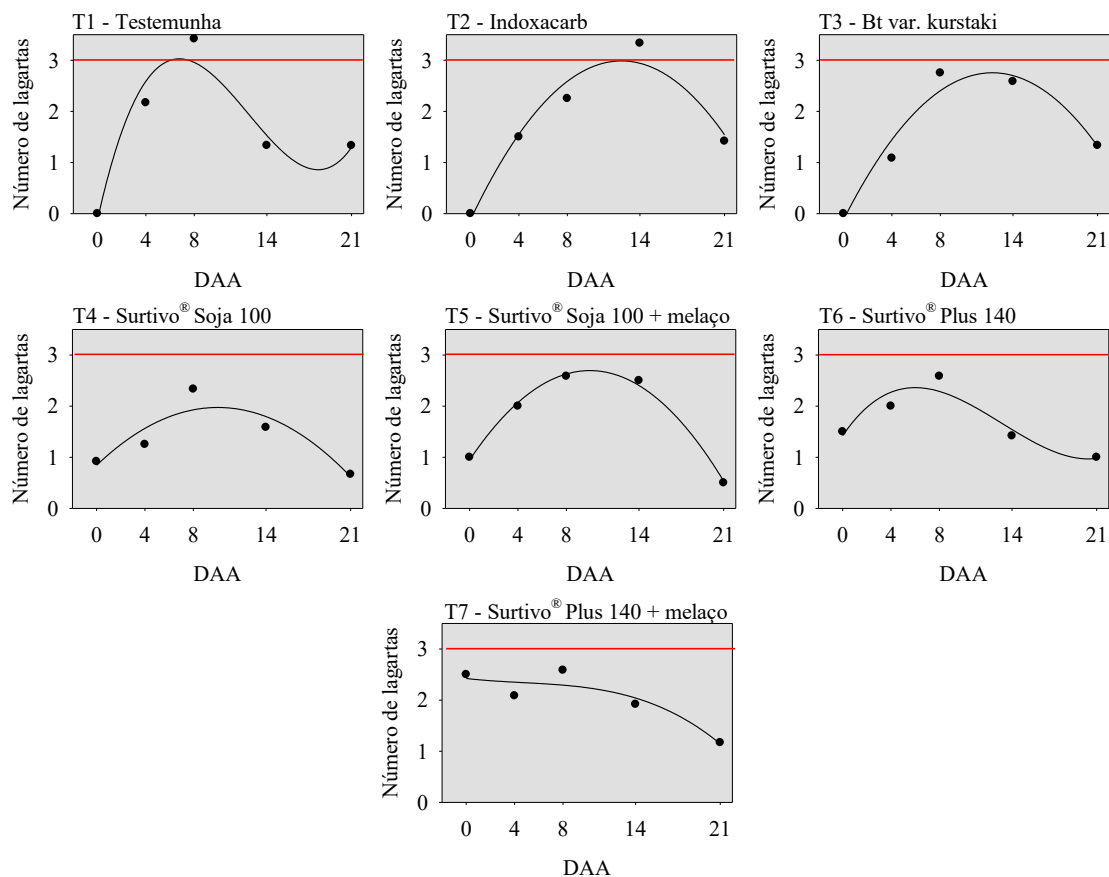 T1 - Testemunha
Número de lagartas
3
2
1
0
0 4 8 14 21
DAA
T2 - Indoxacarb
Número de lagartas
3
2
1
0
0 4 8 14 21
DAA
T3 - Bt var. kurstaki
Número de lagartas
3
2
1
0
0 4 8 14 21
DAA
T4 - Surtivo® Soja 100
Número de lagartas
3
2
1
0
0 4 8 14 21
DAA
T5 - Surtivo® Soja 100 + melaço
Número de lagartas
3
2
1
0
0 4 8 14 21
DAA
T6 - Surtivo® Plus 140
Número de lagartas
3
2
1
0
0 4 8 14 21
DAA
T7 - Surtivo® Plus 140 + melaço
Número de lagartas
3
2
1
0
0 4 8 14 21
DAA